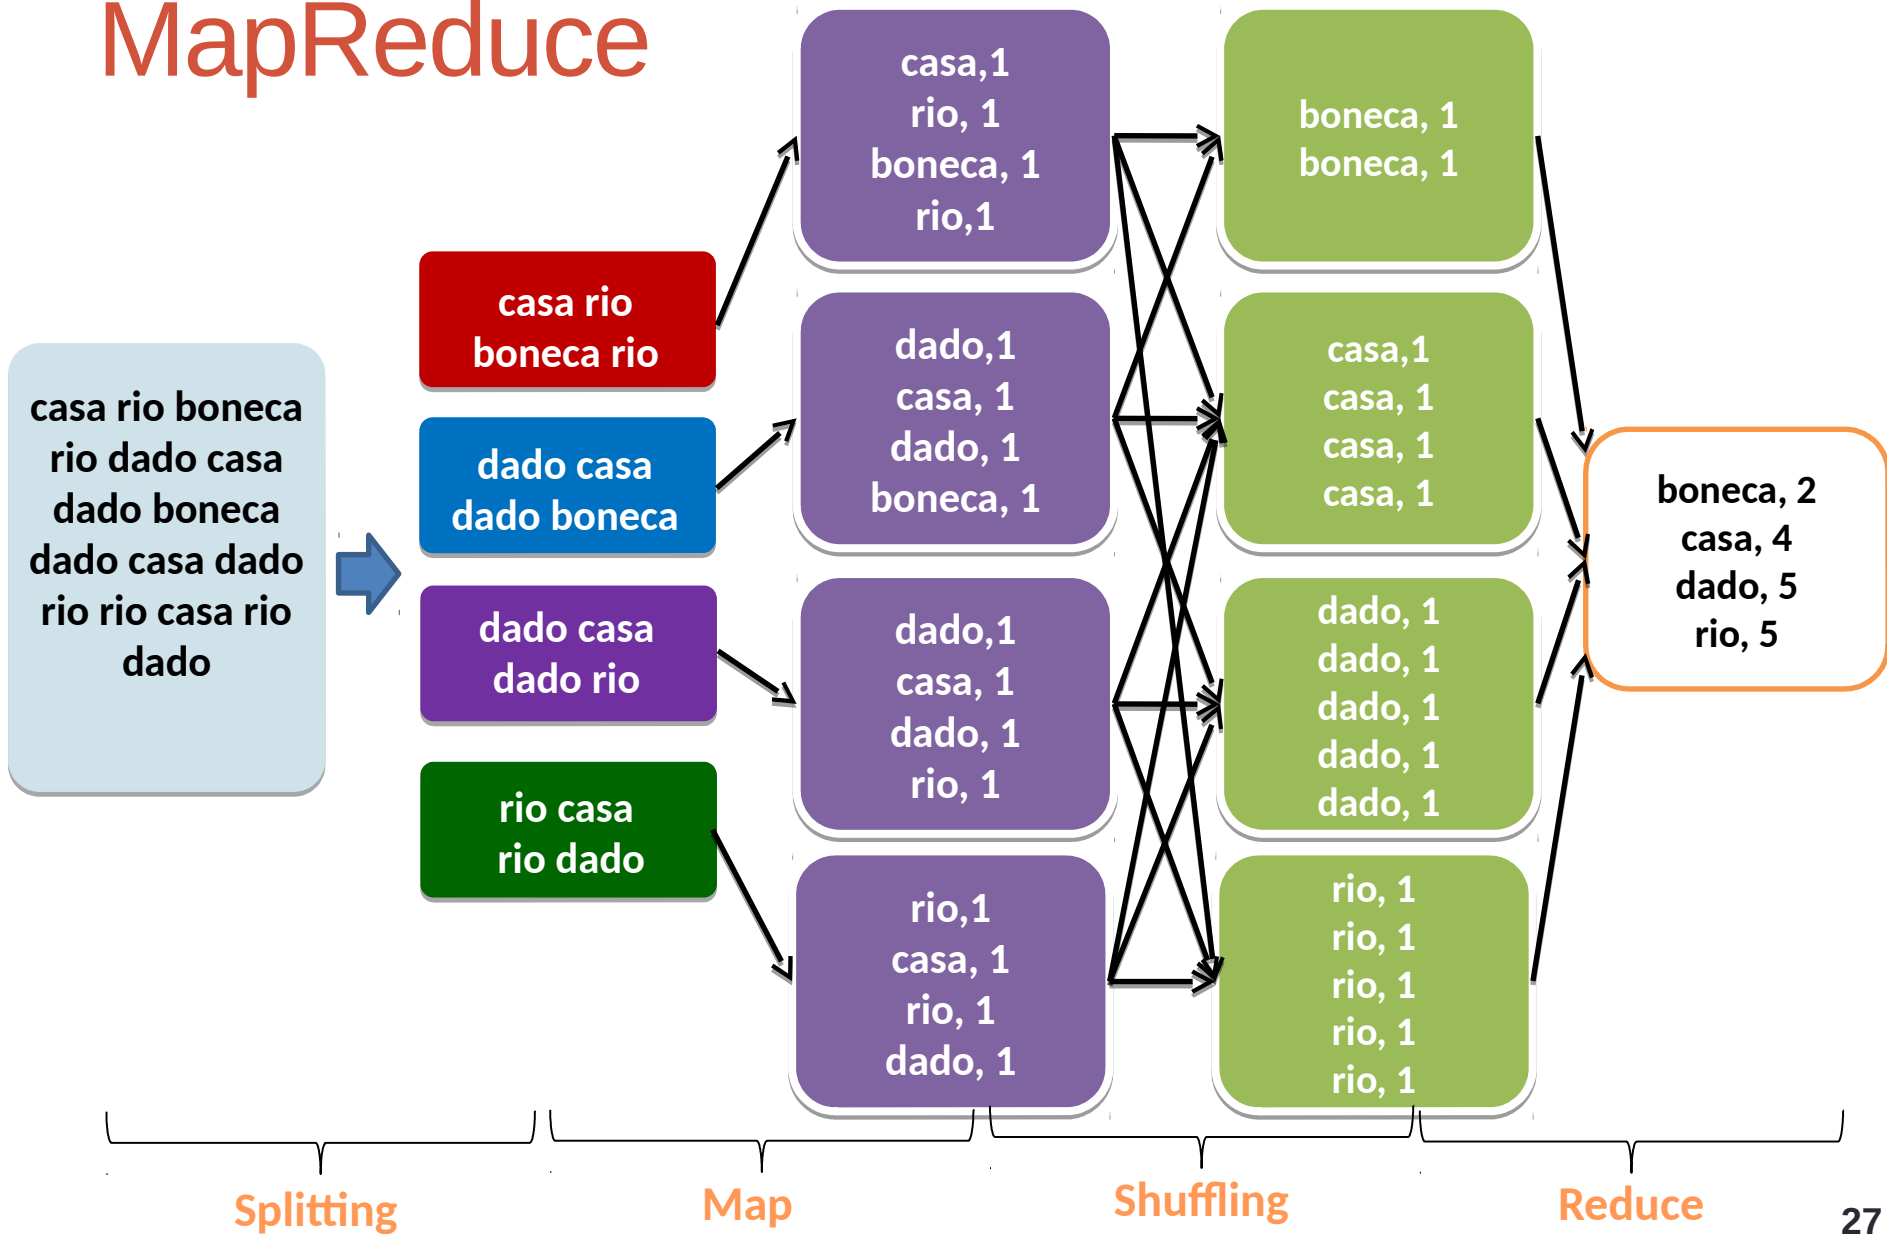 MapReduce
casa rio boneca
rio dado casa
dado boneca
dado casa dado
rio rio casa rio
dado
casa rio
boneca rio
dado casa
dado boneca
dado casa
dado rio
rio casa
rio dado
casa,1
rio, 1
boneca, 1
rio,1
dado,1
casa, 1
dado, 1
boneca, 1
dado,1
casa, 1
dado, 1
rio, 1
rio,1
casa, 1
rio, 1
dado, 1
boneca, 1
boneca, 1
casa,1
casa, 1
casa, 1
casa, 1
dado, 1
dado, 1
dado, 1
dado, 1
dado, 1
rio, 1
rio, 1
rio, 1
rio, 1
rio, 1
boneca, 2
casa, 4
dado, 5
rio, 5
Splitting
Map
Shuffling
Reduce
27